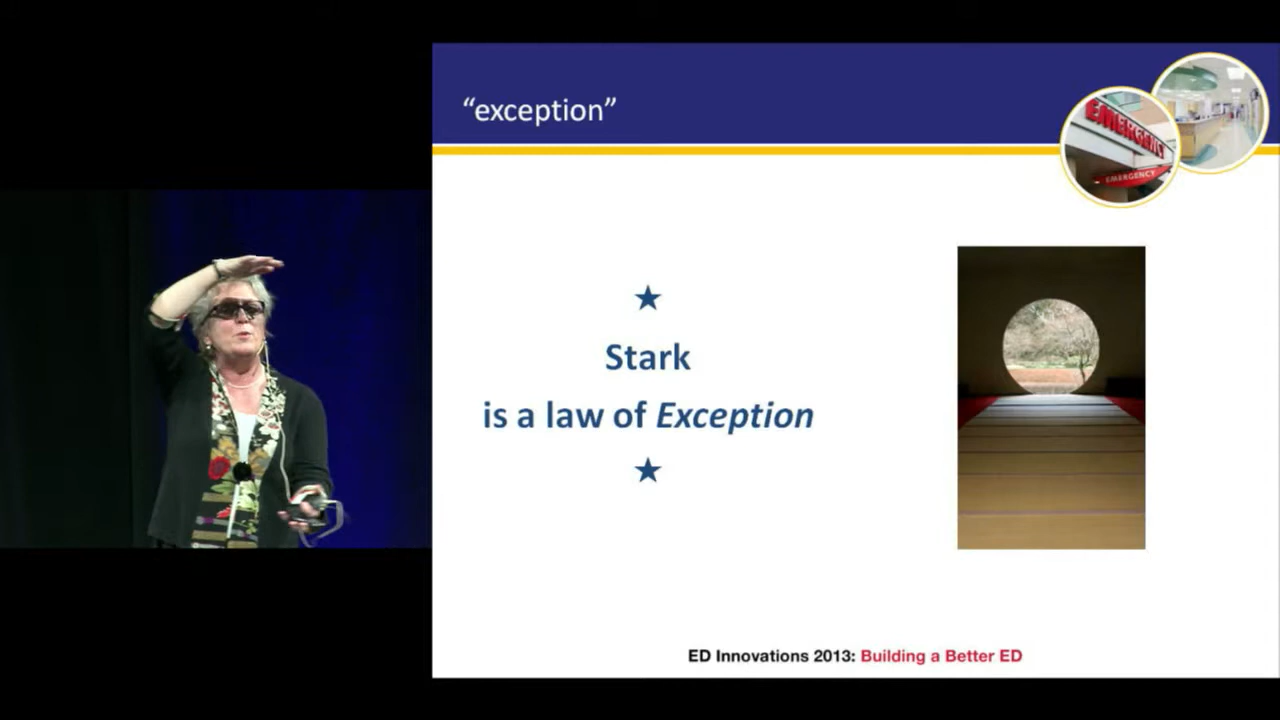 “exception”
EMERGENCY
EMERGENCY
★
Stark
is a law of Exception
★
ED Innovations 2013: Building a Better ED